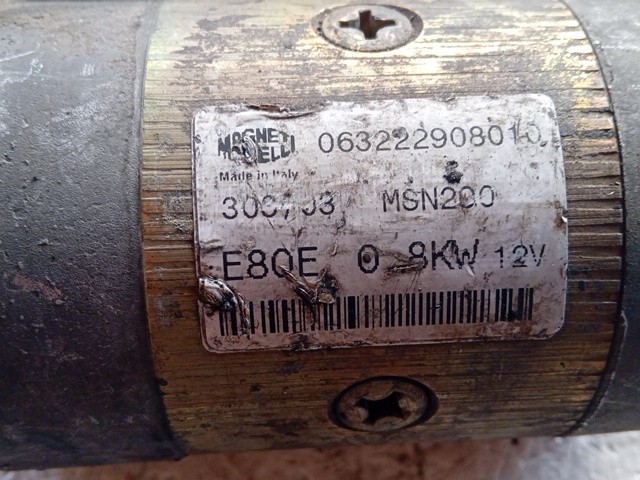 MAGNETI MARELLI 063222908010
Made in Italy
MSN200
E80E 0.8KW 12V